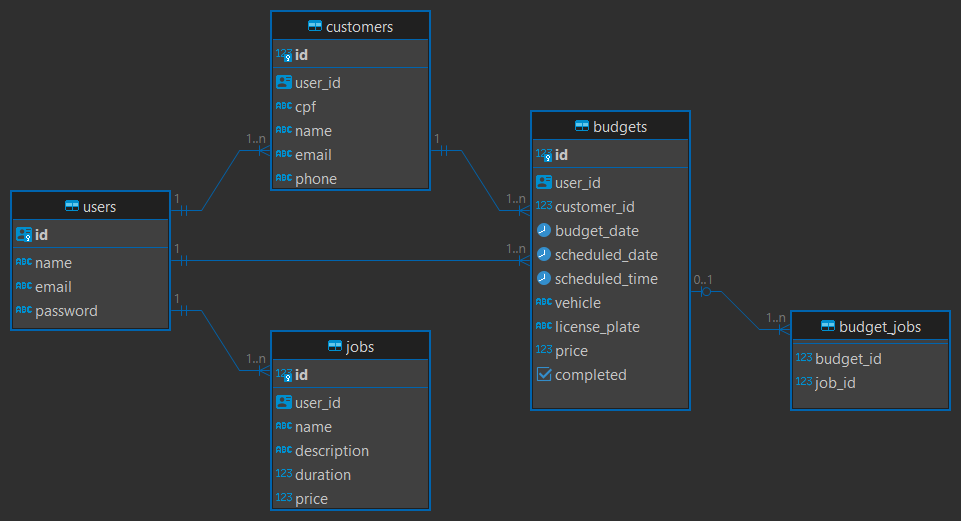 customers
123 id
user_id
ABC cpf
ABC name
ABC email
ABC phone
users
id
ABC name
ABC email
ABC password
jobs
123 id
user_id
ABC name
ABC description
123 duration
123 price
budgets
123 id
user_id
123 customer_id
budget_date
scheduled_date
scheduled_time
ABC vehicle
ABC license_plate
123 price
completed
budget_jobs
123 budget_id
123 job_id
1
1..n
1
1..n
1
1..n
1
1..n
0..1
1..n